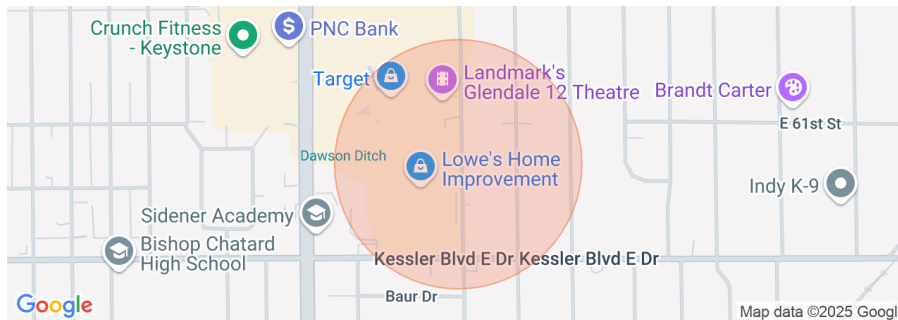 Crunch Fitness
- Keystone
PNC Bank
Target
Landmark's
Glendale 12 Theatre
Brandt Carter
E 61st St
Dawson Ditch
Lowe's Home
Improvement
Indy K-9
Sidener Academy
Bishop Chatard
High School
Kessler Blvd E Dr Kessler Blvd E Dr
Baur Dr
Google
Map data ©2025 Googl